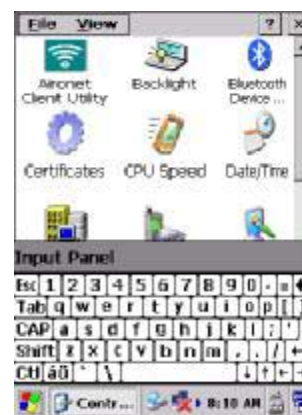 File View ? ×
Aironet Client Utility
Backlight
Bluetooth Device ...
Certificates
CPU Speed
Date/Time
Input Panel
Esc 1 2 3 4 5 6 7 8 9 0 - =
Tab q w e r t y u i o p [ ]
CAP a s d f g h j k l ; '
Shift z x c v b n m , . /
Ctl áü ` \ ↓ ↑ ← →
Contr... 8:10 AM